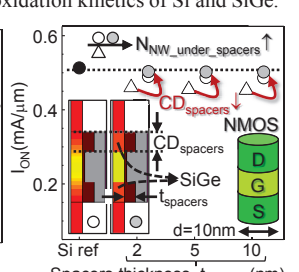 oxidation kinetics of Si and SiGe.
0.6
N_NW_under_spacers ↑
CD_spacers ↓
0.4
NMOS
I_ON(mA/μm)
CD_spacers
D
SiGe
G
0.2
t_spacers
S
d=10nm
Si ref 2 5 10
Spacers thickness, (nm)